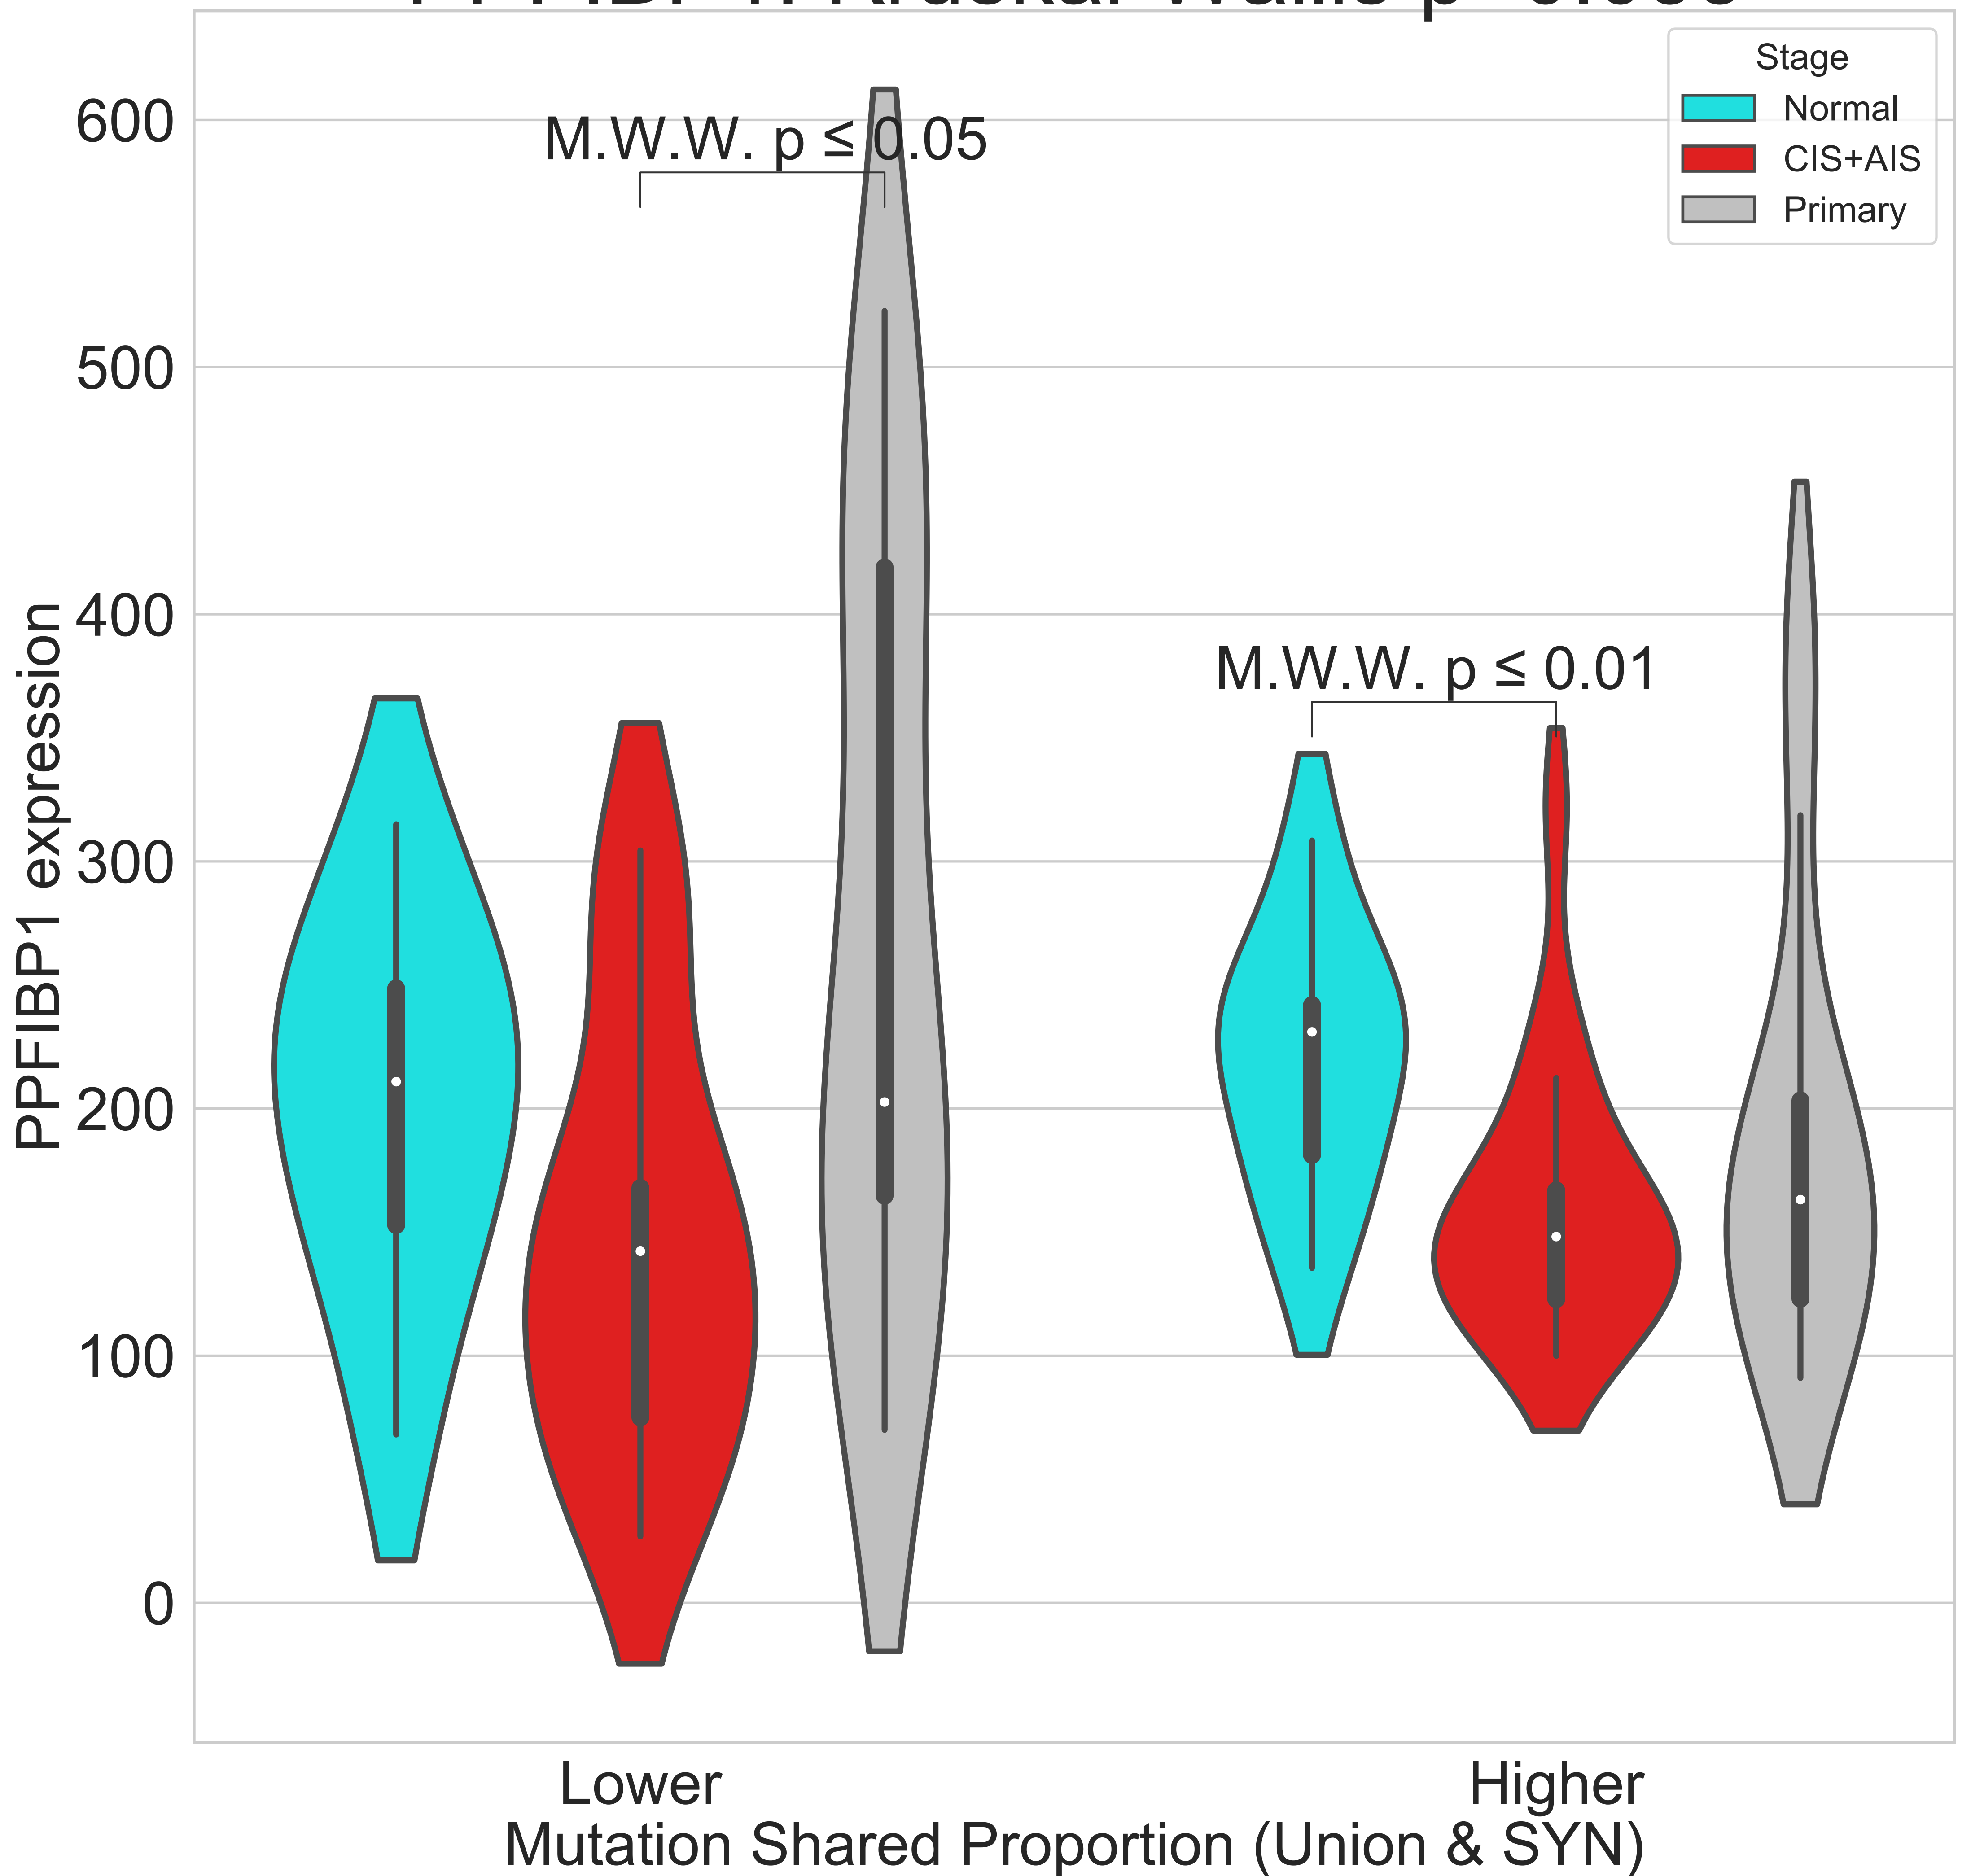 M.W.W. p ≤ 0.05
M.W.W. p ≤ 0.01
Stage
Normal
CIS+AIS
Primary
600
500
400
300
200
100
0
PPFIBP1 expression
Lower
Higher
Mutation Shared Proportion (Union & SYN)